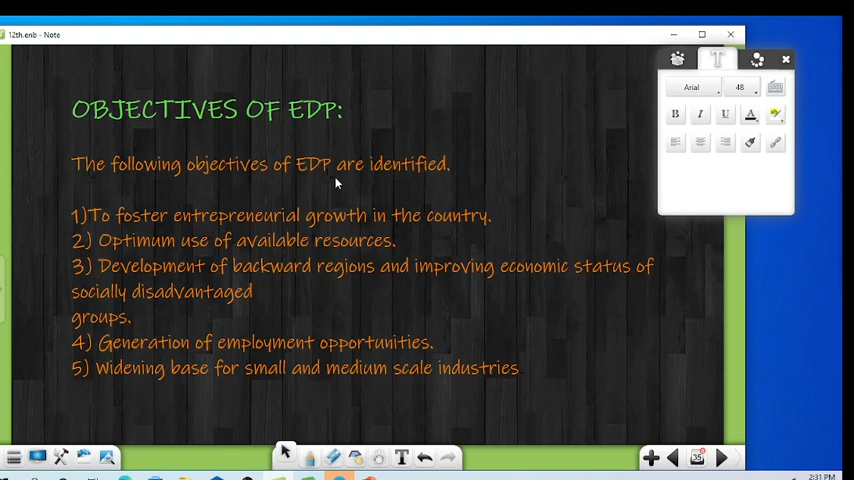 12th.enb - Note
Arial
48
B I U A
OBJECTIVES OF EDP:
The following objectives of EDP are identified.
1)To foster entrepreneurial growth in the country.
2) Optimum use of available resources.
3) Development of backward regions and improving economic status of
socially disadvantaged
groups.
4) Generation of employment opportunities.
5) Widening base for small and medium scale industries
T
35
2:31 PM